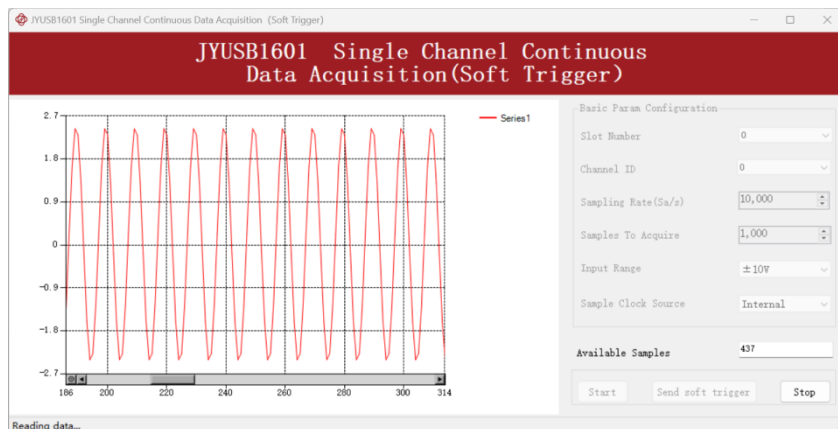 JYUSB1601 Single Channel Continuous Data Acquisition (Soft Trigger)
JYUSB1601 Single Channel Continuous
Data Acquisition(Soft Trigger)
2.7
1.8
0.9
0
-0.9
-1.8
-2.7
186 200 220 240 260 280 300 314
Series1
Basic Param Configuration
Slot Number 0
Channel ID 0
Sampling Rate(Sa/s) 10,000
Samples To Acquire 1,000
Input Range ±10V
Sample Clock Source Internal
Available Samples 437
Start Send soft trigger Stop
Reading data...